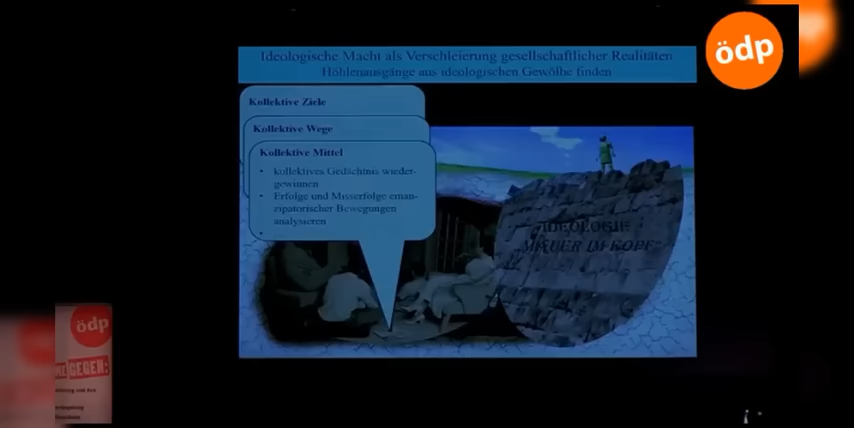 Ideologische Macht als Verschleierung gesellschaftlicher Realitäten
Höhlenausgänge aus ideologischen Gewölbe finden
ödp
Kollektive Ziele
Kollektive Wege
Kollektive Mittel
• kollektives Gedächtnis wieder-
gewinnen
• Erfolge und Misserfolge eman-
zipatorischer Bewegungen
analysieren
•
IDEOLOGIE
„MAUER IM KOPF“
ödp
GEGEN: